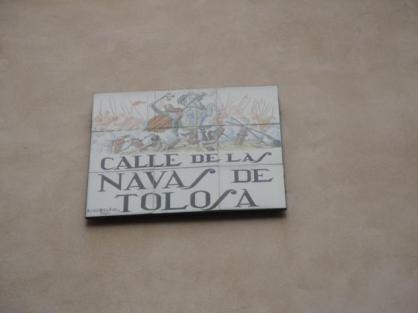 CALLE DE LAS
NAVAS DE
TOLOSA